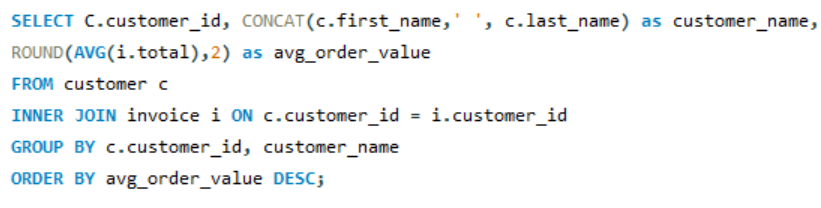 SELECT C.customer_id, CONCAT(c.first_name,' ', c.last_name) as customer_name,
ROUND(AVG(i.total),2) as avg_order_value
FROM customer c
INNER JOIN invoice i ON c.customer_id = i.customer_id
GROUP BY c.customer_id, customer_name
ORDER BY avg_order_value DESC;